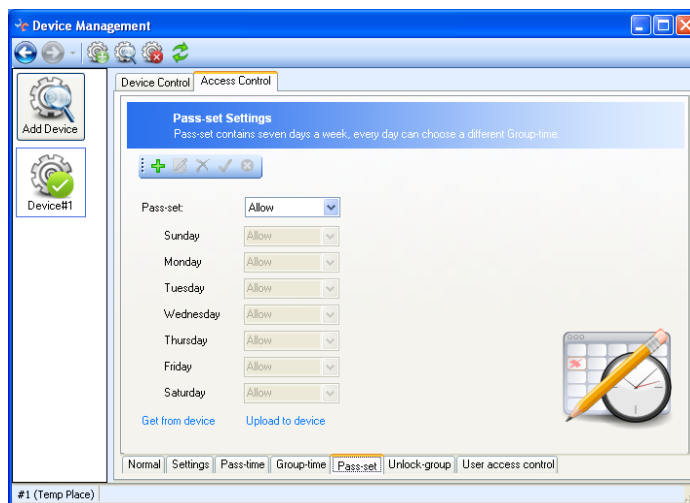 Device Management
Add Device
Device#1
Device Control Access Control
Pass-set Settings
Pass-set contains seven days a week, every day can choose a different Group-time.
Pass-set: Allow
Sunday Allow
Monday Allow
Tuesday Allow
Wednesday Allow
Thursday Allow
Friday Allow
Saturday Allow
Get from device Upload to device
Normal Settings Pass-time Group-time Pass-set Unlock-group User access control
#1 (Temp Place)